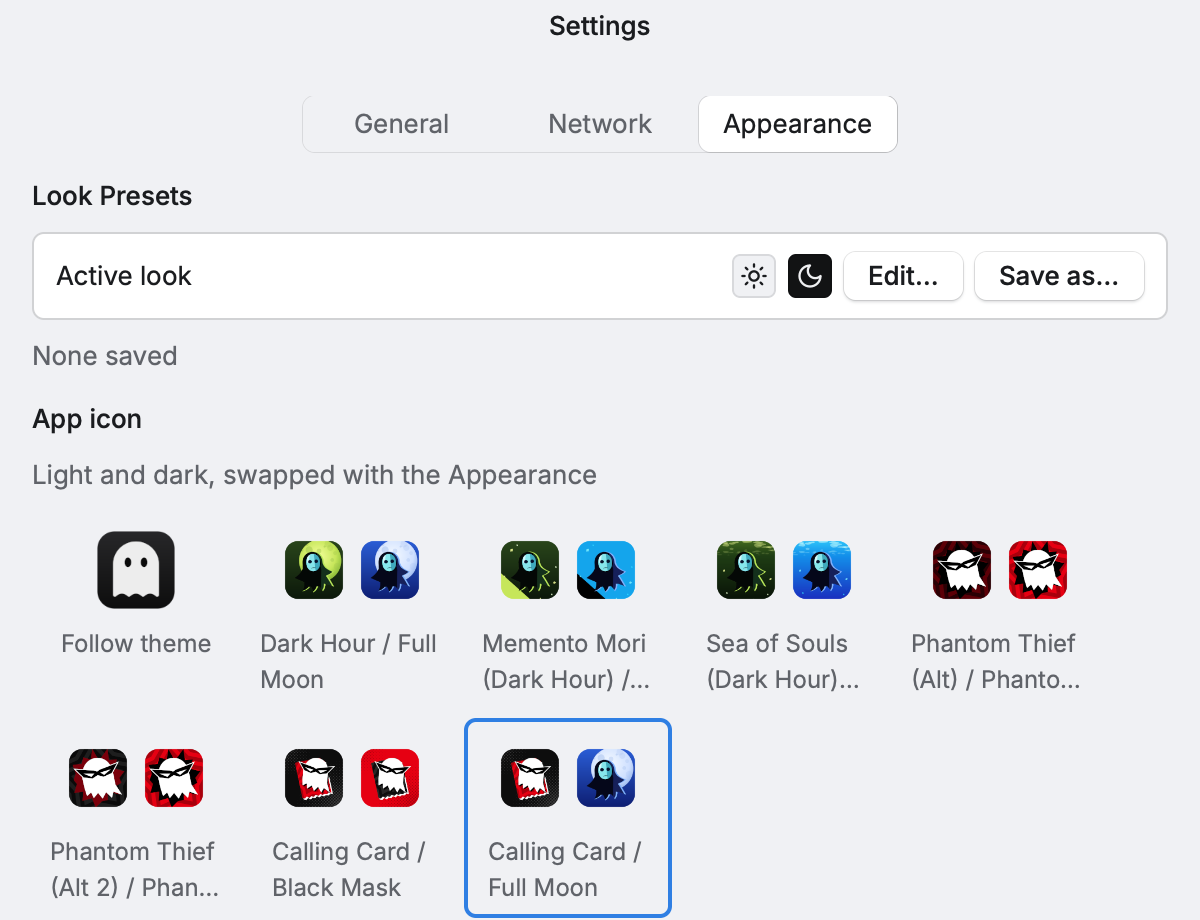 Settings
General Network Appearance
Look Presets
Active look Edit... Save as...
None saved
App icon
Light and dark, swapped with the Appearance
Follow theme
Dark Hour / Full
Moon
Memento Mori
(Dark Hour) /...
Sea of Souls
(Dark Hour)...
Phantom Thief
(Alt) / Phanto...
Phantom Thief
(Alt 2) / Phan...
Calling Card /
Black Mask
Calling Card /
Full Moon